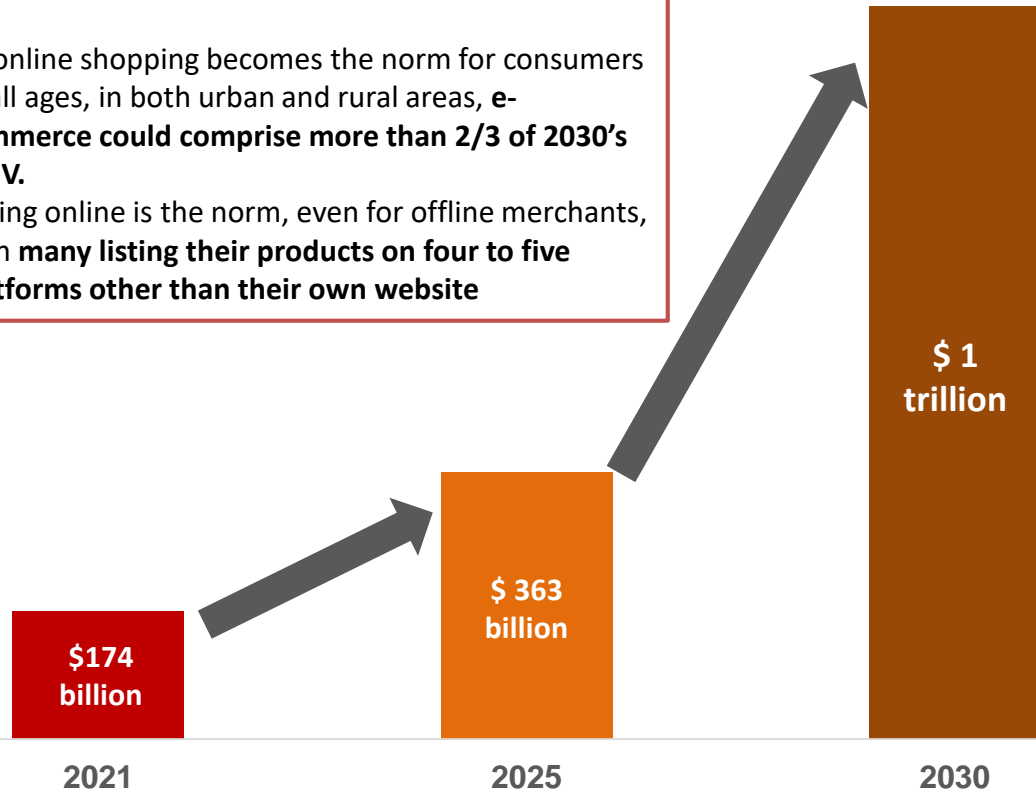 online shopping becomes the norm for consumers
all ages, in both urban and rural areas, e-
mmerce could comprise more than 2/3 of 2030’s
V.
ing online is the norm, even for offline merchants,
many listing their products on four to five
tforms other than their own website
$ 1
trillion
$ 363
billion
$174
billion
2021
2025
2030